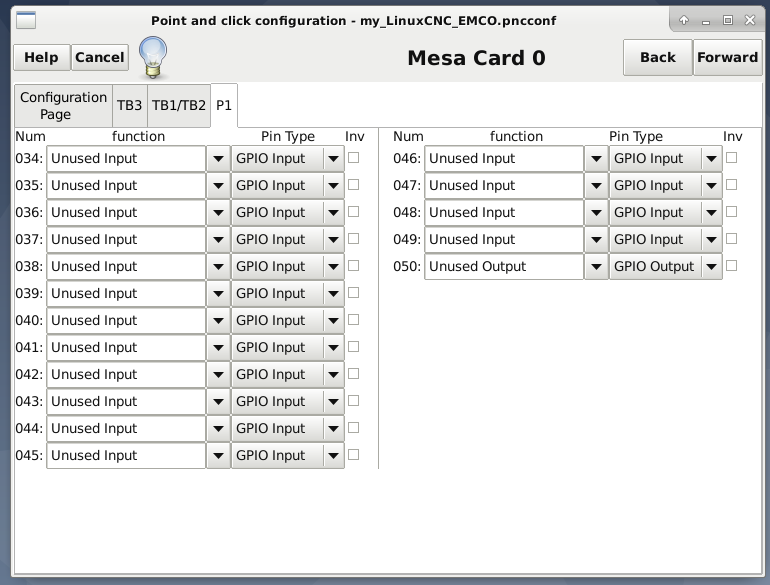 Point and click configuration - my_LinuxCNC_EMCO.pncconf
Help Cancel Mesa Card 0 Back Forward
Configuration
Page
TB3 TB1/TB2 P1
Num function Pin Type Inv Num function Pin Type Inv
034: Unused Input GPIO Input 046: Unused Input GPIO Input
035: Unused Input GPIO Input 047: Unused Input GPIO Input
036: Unused Input GPIO Input 048: Unused Input GPIO Input
037: Unused Input GPIO Input 049: Unused Input GPIO Input
038: Unused Input GPIO Input 050: Unused Output GPIO Output
039: Unused Input GPIO Input
040: Unused Input GPIO Input
041: Unused Input GPIO Input
042: Unused Input GPIO Input
043: Unused Input GPIO Input
044: Unused Input GPIO Input
045: Unused Input GPIO Input